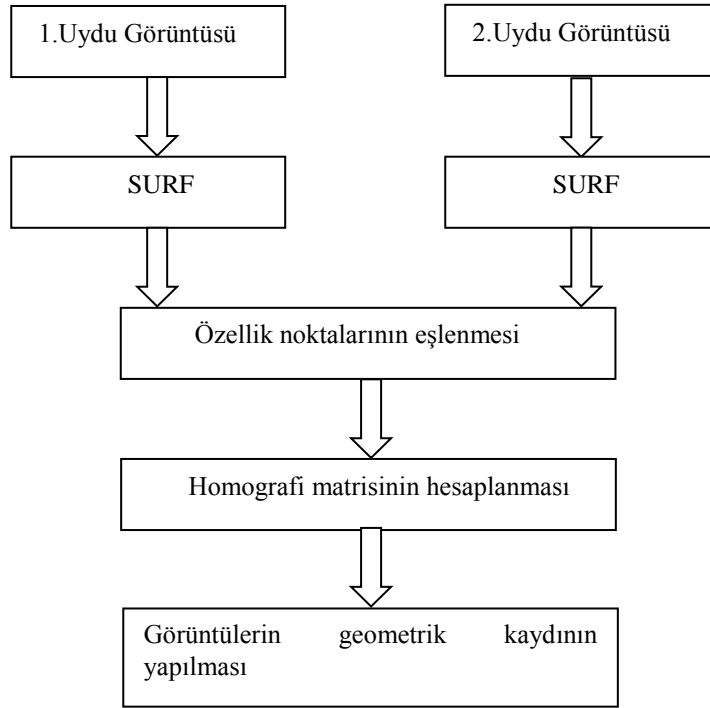 1.Uydu Görüntüsü
2.Uydu Görüntüsü
SURF
SURF
Özellik noktalarının eşlenmesi
Homografi matrisinin hesaplanması
Görüntülerin geometrik kaydının
yapılması